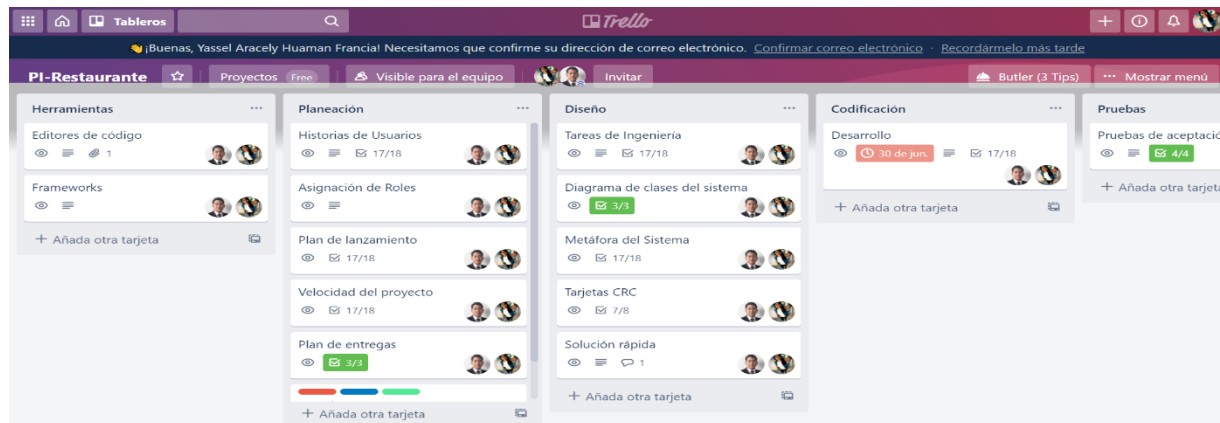 Tableros
Trello
¡Buenas, Yassel Aracely Huaman Francia! Necesitamos que confirme su dirección de correo electrónico. Confirmar correo electrónico · Recordármelo más tarde
PI-Restaurante Proyectos Free Visible para el equipo Invitar Butler (3 Tips) ··· Mostrar menú
Herramientas ···
Editores de código
1
Frameworks
+ Añada otra tarjeta
Planeación ···
Historias de Usuarios
17/18
Asignación de Roles
Plan de lanzamiento
17/18
Velocidad del proyecto
17/18
Plan de entregas
3/3
+ Añada otra tarjeta
Diseño ···
Tareas de Ingeniería
17/18
Diagrama de clases del sistema
3/3
Metáfora del Sistema
17/18
Tarjetas CRC
7/8
Solución rápida
1
+ Añada otra tarjeta
Codificación ···
Desarrollo
30 de jun. 17/18
+ Añada otra tarjeta
Pruebas
Pruebas de aceptació
4/4
+ Añada otra tarjeta